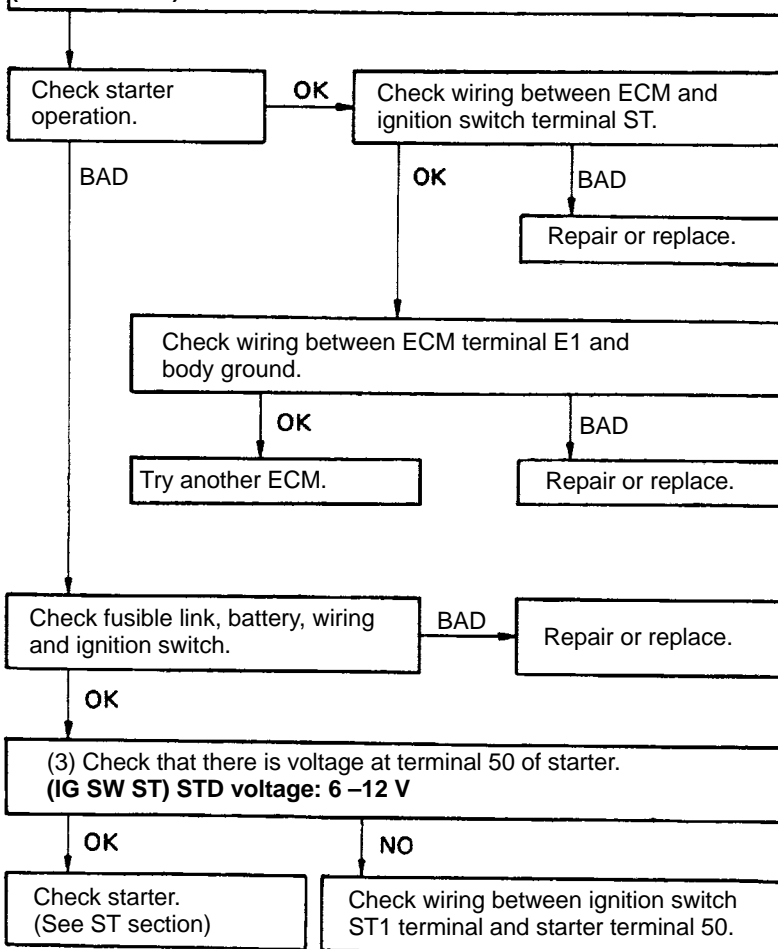 Check starter
operation.
OK
Check wiring between ECM and
ignition switch terminal ST.
BAD
OK
BAD
Repair or replace.
Check wiring between ECM terminal E1 and
body ground.
OK
BAD
Try another ECM.
Repair or replace.
Check fusible link, battery, wiring
and ignition switch.
BAD
Repair or replace.
OK
(3) Check that there is voltage at terminal 50 of starter.
(IG SW ST) STD voltage: 6 –12 V
OK
NO
Check starter.
(See ST section)
Check wiring between ignition switch
ST1 terminal and starter terminal 50.